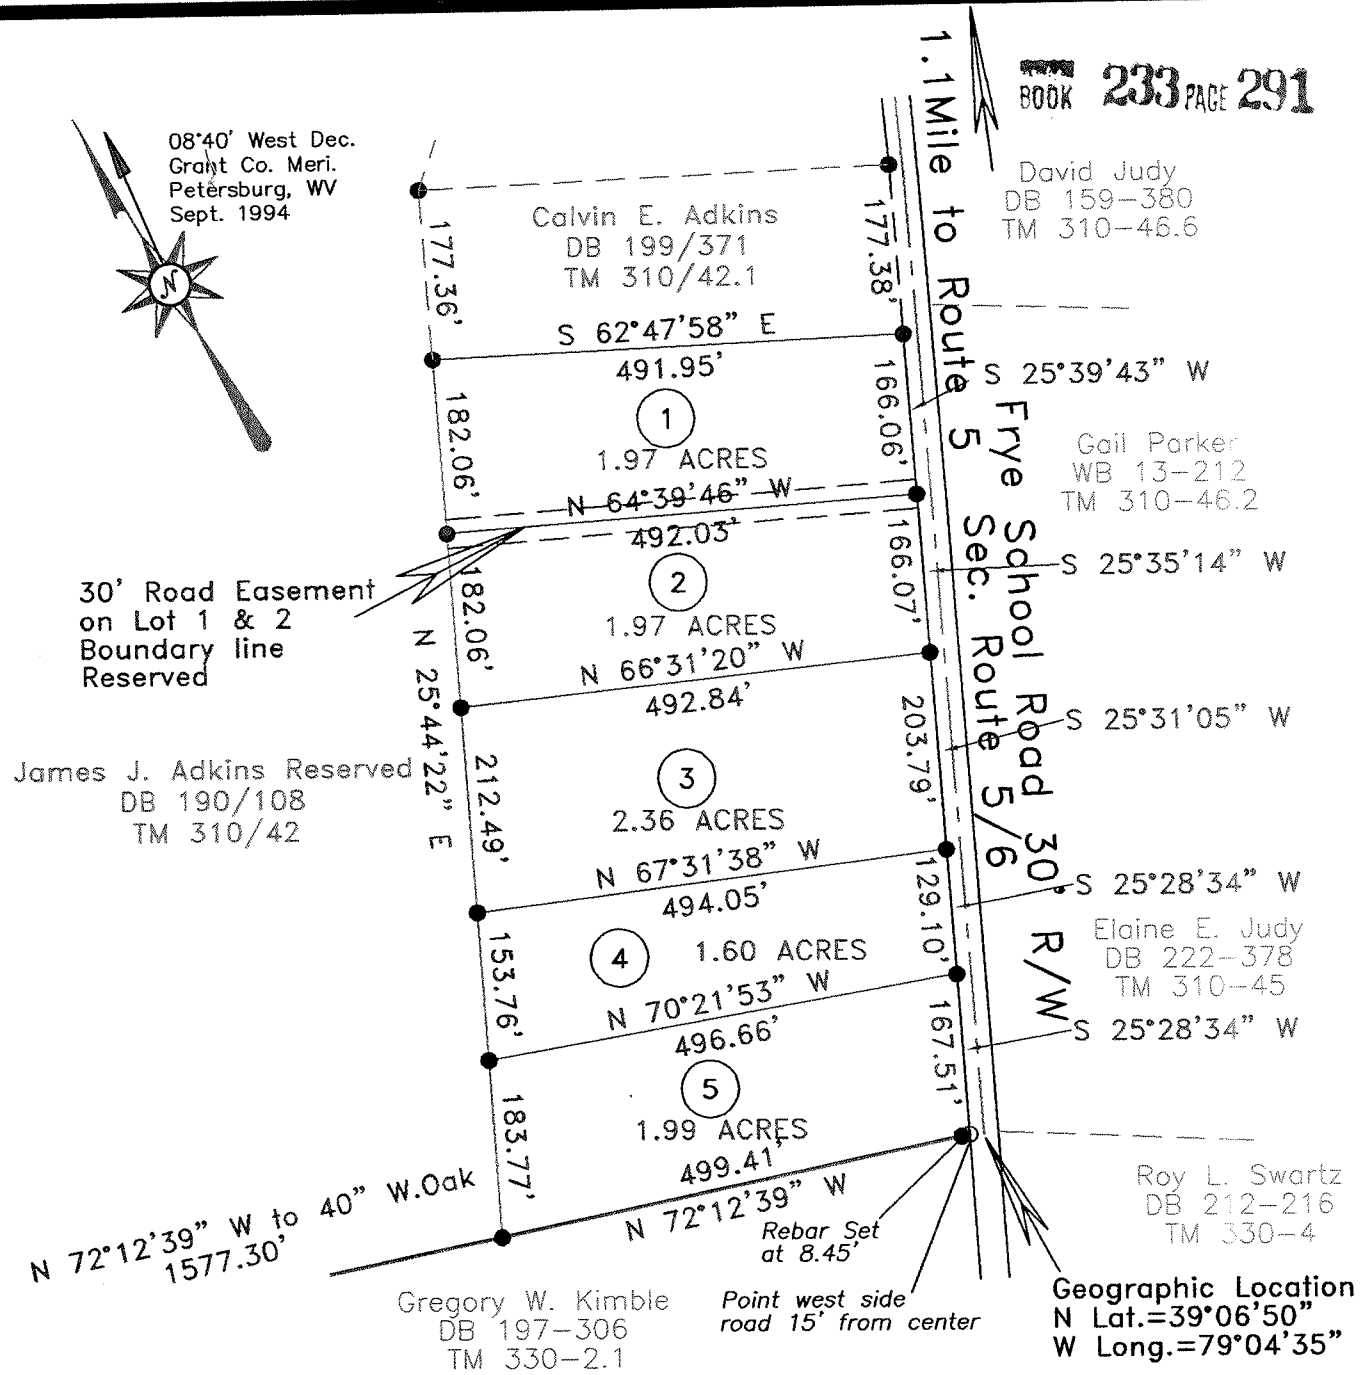 BOOK 233 PAGE 291
08°40' West Dec.
Grant Co. Meri.
Petersburg, WV
Sept. 1994
N
1.1 Mile to Route 5
David Judy
DB 159-380
TM 310-46.6
Calvin E. Adkins
DB 199/371
TM 310/42.1
177.36'
177.38'
S 62°47'58" E
491.95'
S 25°39'43" W
182.06'
166.06'
1
1.97 ACRES
Gail Parker
WB 13-212
TM 310-46.2
N 64°39'46" W
492.03'
Frye School Road 30' R/W
Sec. Route 5/6
30' Road Easement
on Lot 1 & 2
Boundary line
Reserved
182.06'
166.07'
2
1.97 ACRES
S 25°35'14" W
N 66°31'20" W
492.84'
N 25°44'22" E
S 25°31'05" W
James J. Adkins Reserved
DB 190/108
TM 310/42
212.49'
203.79'
3
2.36 ACRES
N 67°31'38" W
494.05'
S 25°28'34" W
153.76'
129.10'
4
1.60 ACRES
Elaine E. Judy
DB 222-378
TM 310-45
N 70°21'53" W
496.66'
S 25°28'34" W
183.77'
167.51'
5
1.99 ACRES
499.41'
N 72°12'39" W
N 72°12'39" W to 40" W.Oak
1577.30'
Rebar Set
at 8.45'
Roy L. Swartz
DB 212-216
TM 330-4
Gregory W. Kimble
DB 197-306
TM 330-2.1
Point west side
road 15' from center
Geographic Location
N Lat.=39°06'50"
W Long.=79°04'35"